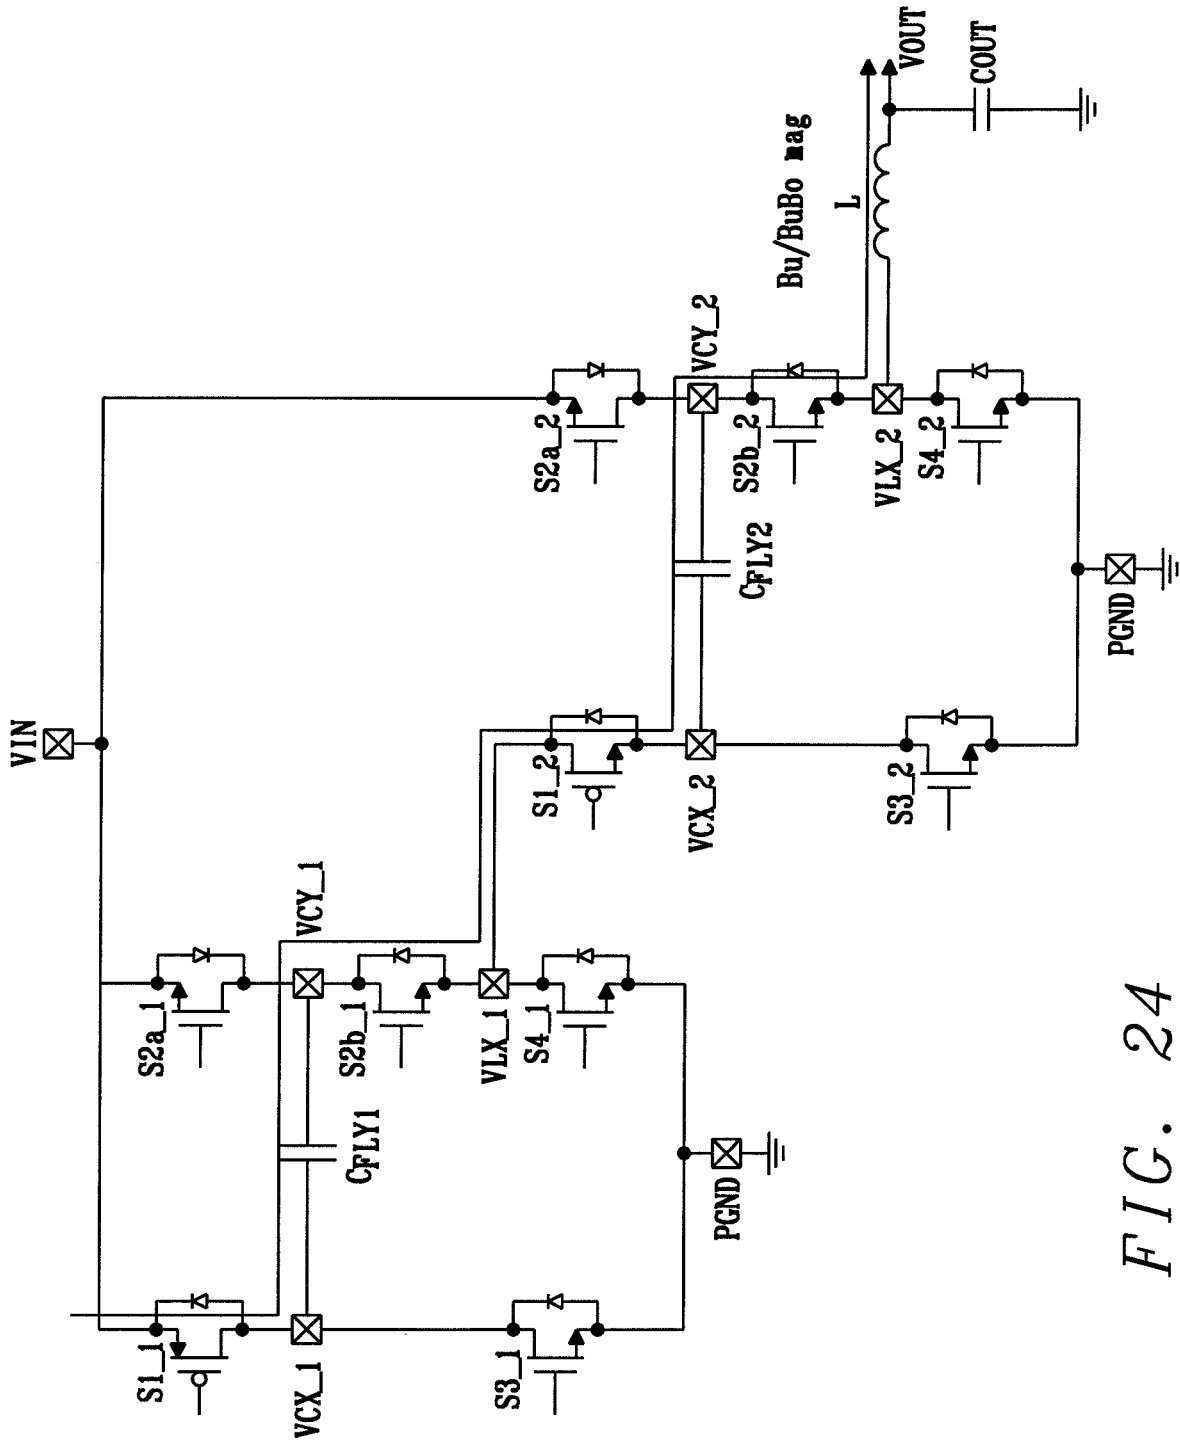 VIN
S1_1
S2a_1
VCX_1
VCY_1
CFLY1
S2b_1
VLX_1
S3_1
S4_1
PGND
S1_2
S2a_2
VCX_2
VCY_2
CFLY2
S2b_2
VLX_2
S3_2
S4_2
PGND
Bu/BuBo mag
L
VOUT
COUT
FIG. 24